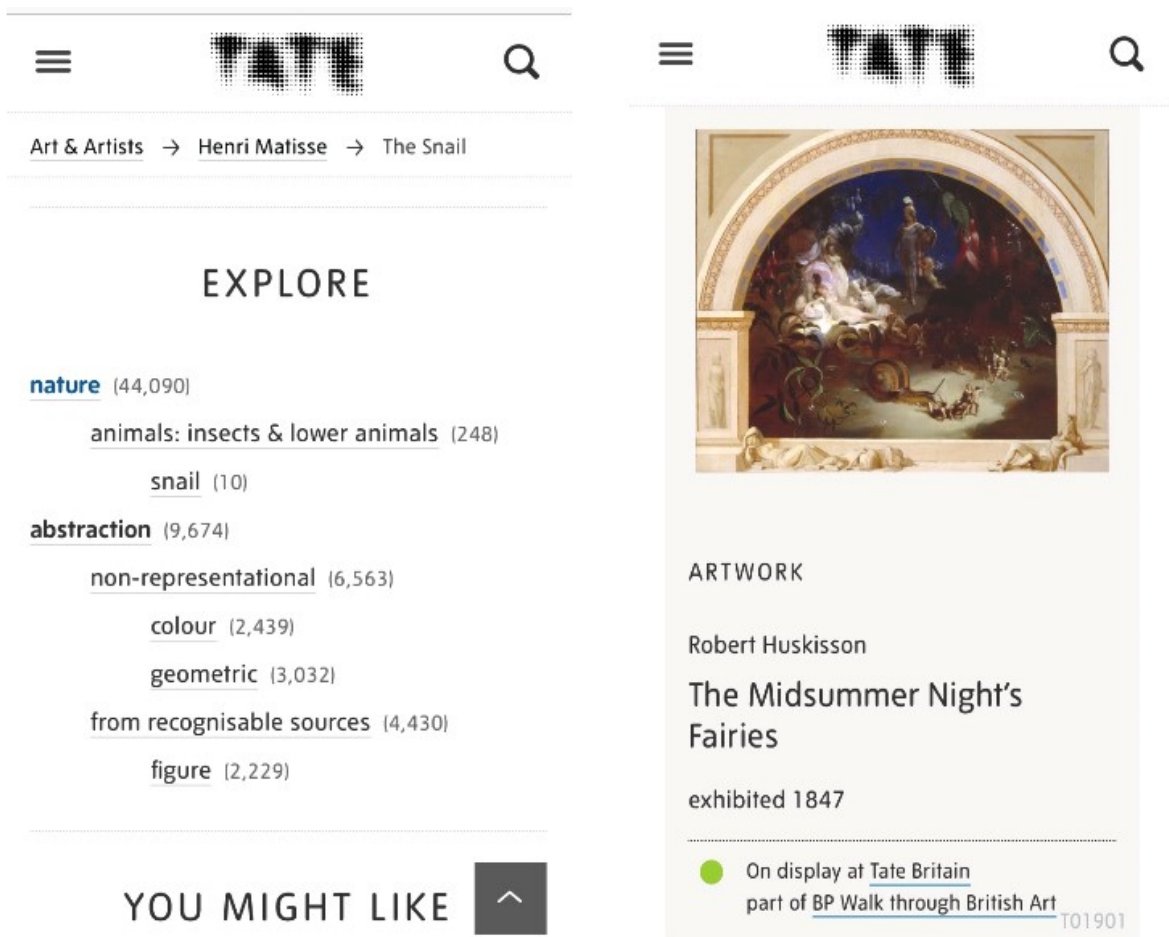 TATE
Art & Artists → Henri Matisse → The Snail
EXPLORE
nature (44,090)
animals: insects & lower animals (248)
snail (10)
abstraction (9,674)
non-representational (6,563)
colour (2,439)
geometric (3,032)
from recognisable sources (4,430)
figure (2,229)
YOU MIGHT LIKE
TATE
ARTWORK
Robert Huskisson
The Midsummer Night's
Fairies
exhibited 1847
On display at Tate Britain
part of BP Walk through British Art
T01901